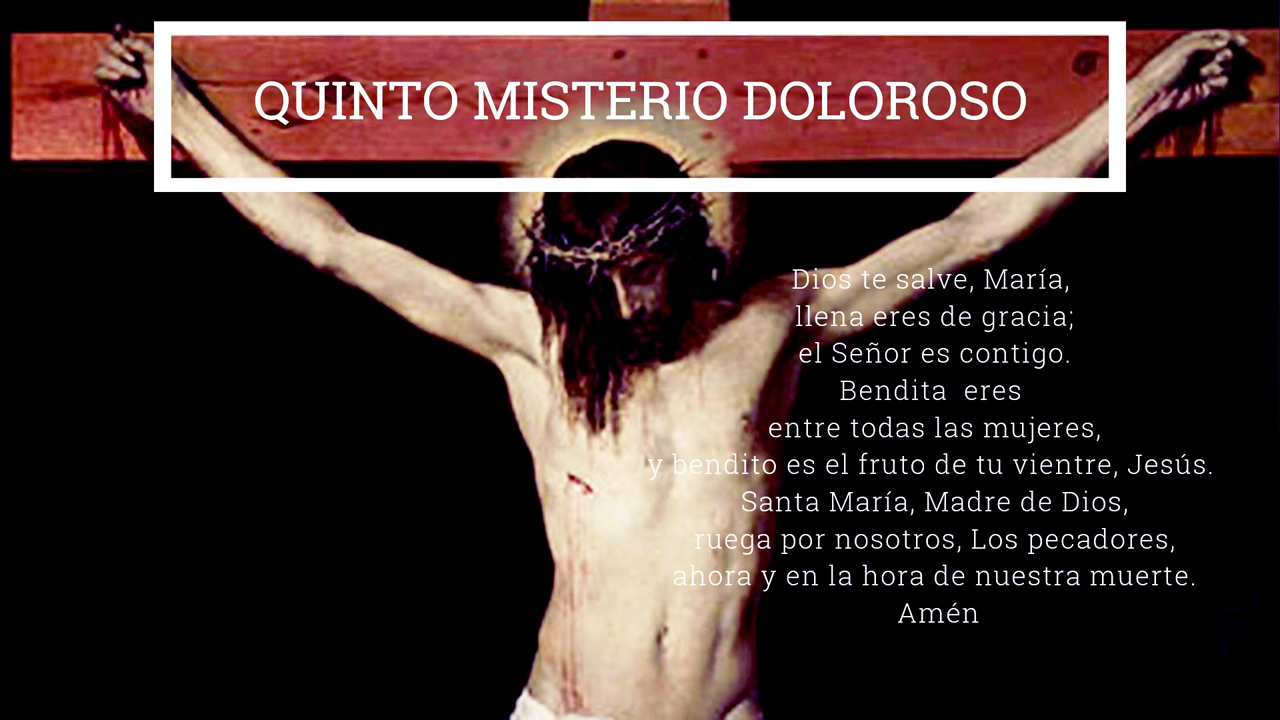 QUINTO MISTERIO DOLOROSO
Dios te salve, María,
llena eres de gracia;
el Señor es contigo.
Bendita  eres
entre todas las mujeres,
y bendito es el fruto de tu vientre, Jesús.
Santa María, Madre de Dios,
ruega por nosotros, Los pecadores,
ahora y en la hora de nuestra muerte.
Amén